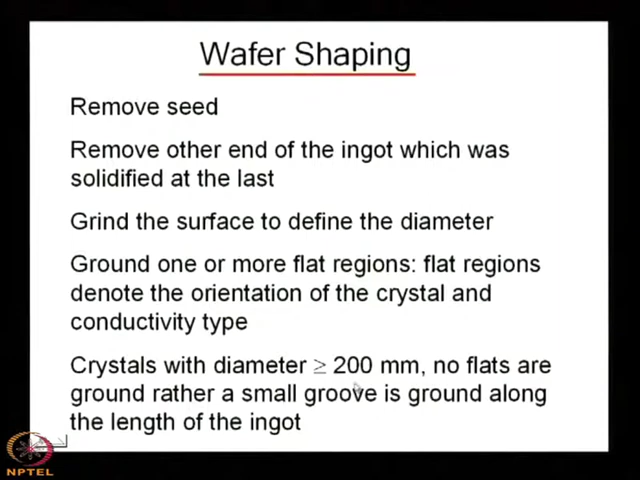 Wafer Shaping
Remove seed
Remove other end of the ingot which was
solidified at the last
Grind the surface to define the diameter
Ground one or more flat regions: flat regions
denote the orientation of the crystal and
conductivity type
Crystals with diameter ≥ 200 mm, no flats are
ground rather a small groove is ground along
the length of the ingot
NPTEL